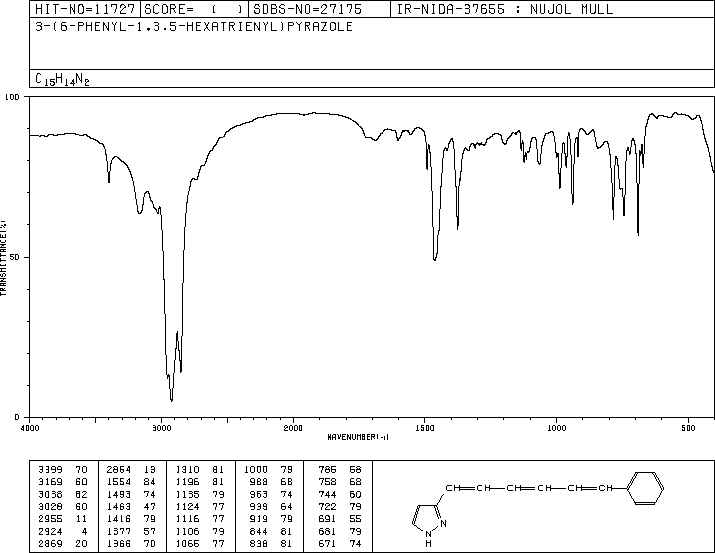 HIT-NO=11727 SCORE= ( ) SDBS-NO=27175 IR-NIDA-37655 : NUJOL MULL
3-(6-PHENYL-1,3,5-HEXATRIENYL)PYRAZOLE
C15H14N2
100
50
0
TRANSMITTANCE(%)
4000 3000 2000 1500 1000 500
WAVENUMBER(-1)
3399 70 2854 13 1310 81 1000 79 786 58
3169 60 1554 84 1196 81 988 68 758 68
3038 62 1493 74 1135 79 963 74 744 60
3028 60 1463 47 1124 77 939 64 722 79
2955 11 1416 79 1116 77 919 79 691 55
2924 4 1377 57 1106 79 844 81 681 79
2869 20 1366 70 1065 77 838 81 671 74
CH=CH CH=CH CH=CH
N
N
H